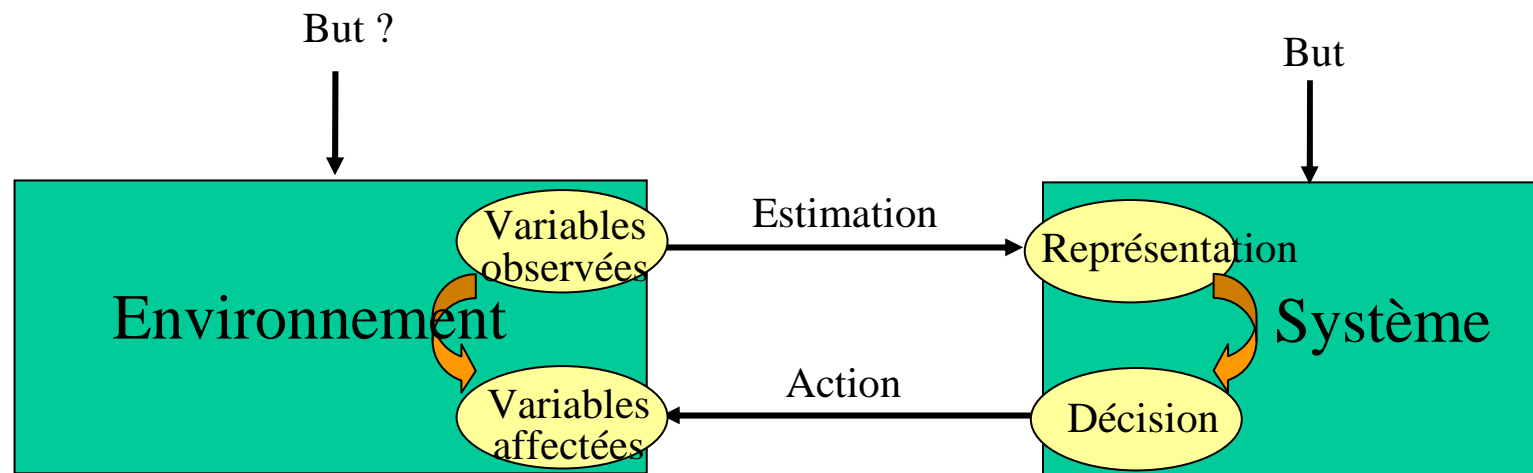 But ?
But
Variables
observées
Estimation
Représentation
Environnement
Système
Variables
affectées
Action
Décision